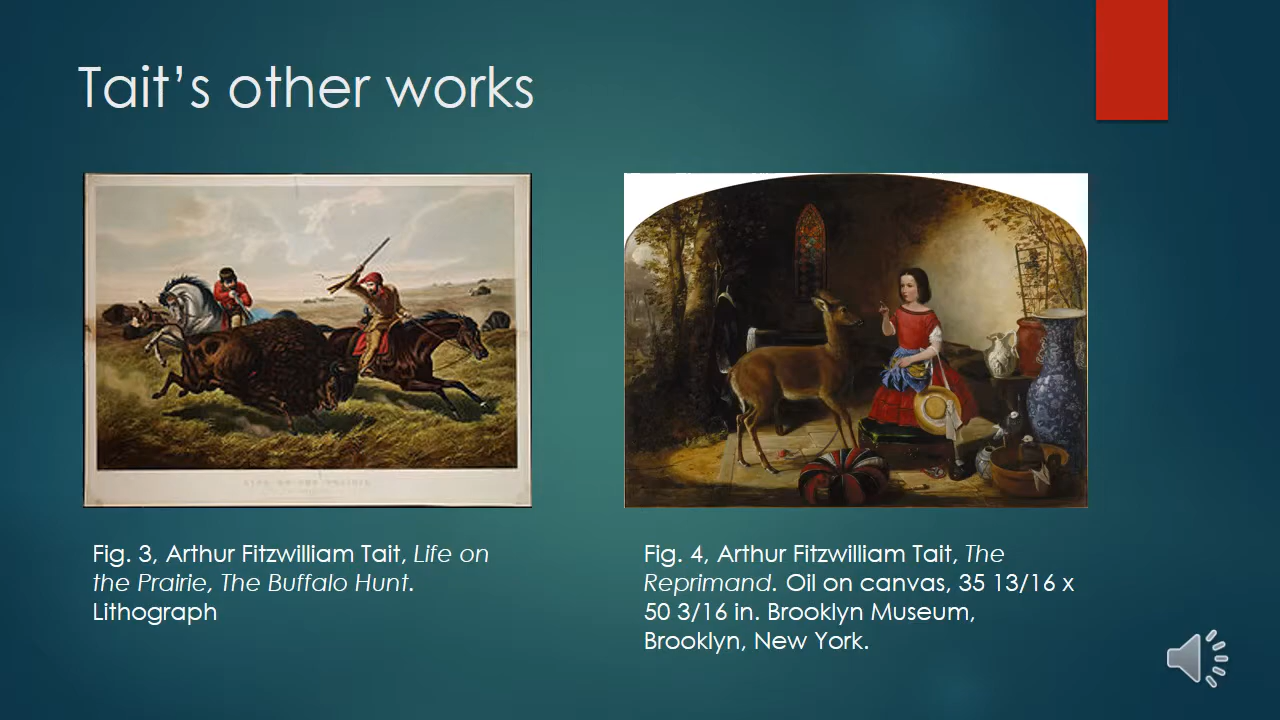 Tait’s other works
Fig. 3, Arthur Fitzwilliam Tait, Life on
the Prairie, The Buffalo Hunt.
Lithograph
Fig. 4, Arthur Fitzwilliam Tait, The
Reprimand. Oil on canvas, 35 13/16 x
50 3/16 in. Brooklyn Museum,
Brooklyn, New York.